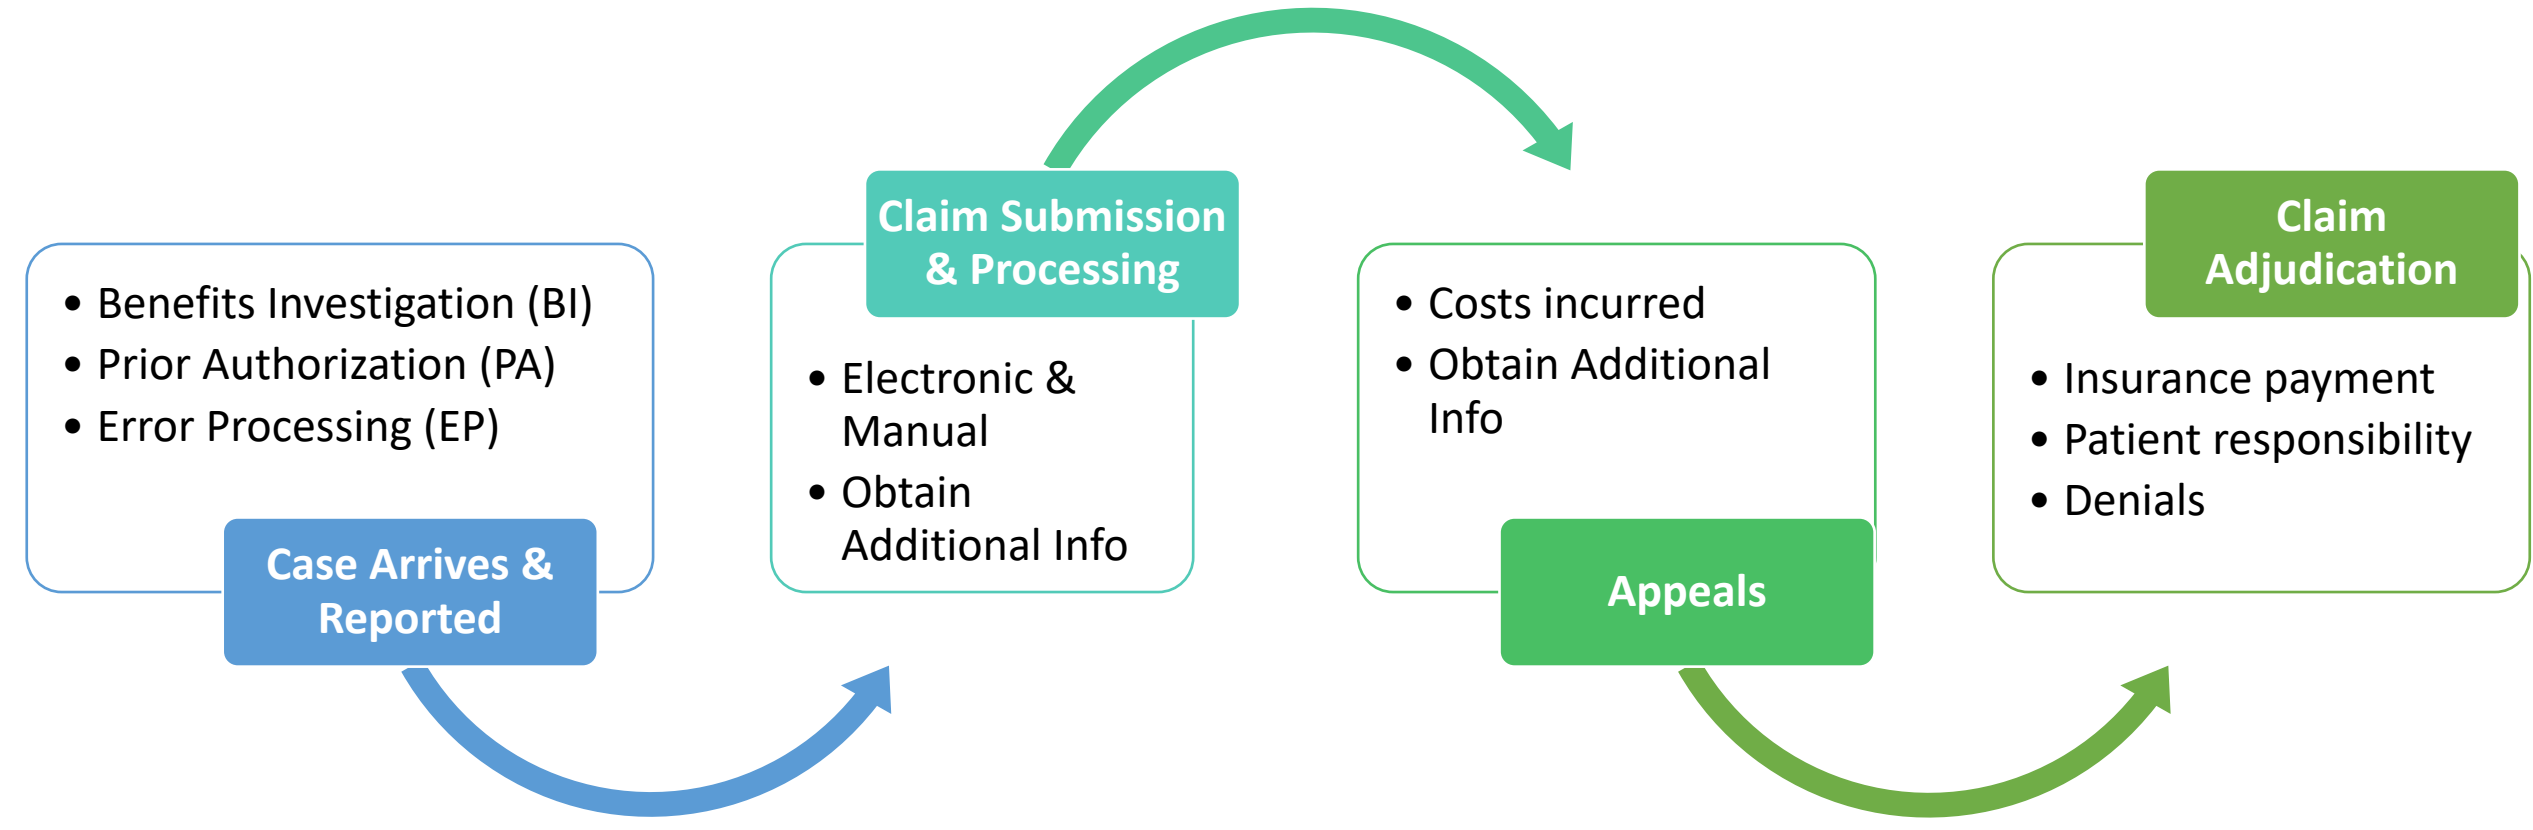 • Benefits Investigation (BI)
• Prior Authorization (PA)
• Error Processing (EP)
Case Arrives &
Reported
Claim Submission
& Processing
• Electronic &
Manual
• Obtain
Additional Info
• Costs incurred
• Obtain Additional
Info
Appeals
Claim
Adjudication
• Insurance payment
• Patient responsibility
• Denials